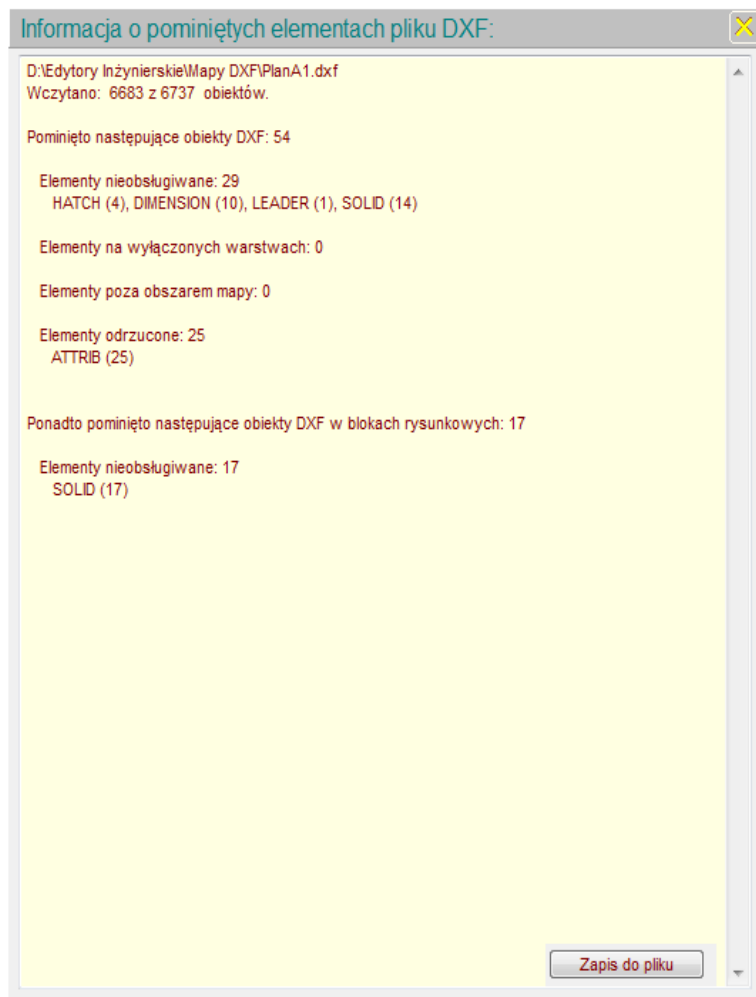 Informacja o pominiętych elementach pliku DXF:
D:\Edytory Inżynierskie\Mapy DXF\PlanA1.dxf
Wczytano: 6683 z 6737 obiektów.
Pominięto następujące obiekty DXF: 54
Elementy nieobsługiwane: 29
HATCH (4), DIMENSION (10), LEADER (1), SOLID (14)
Elementy na wyłączonych warstwach: 0
Elementy poza obszarem mapy: 0
Elementy odrzucone: 25
ATTRIB (25)
Ponadto pominięto następujące obiekty DXF w blokach rysunkowych: 17
Elementy nieobsługiwane: 17
SOLID (17)
Zapis do pliku